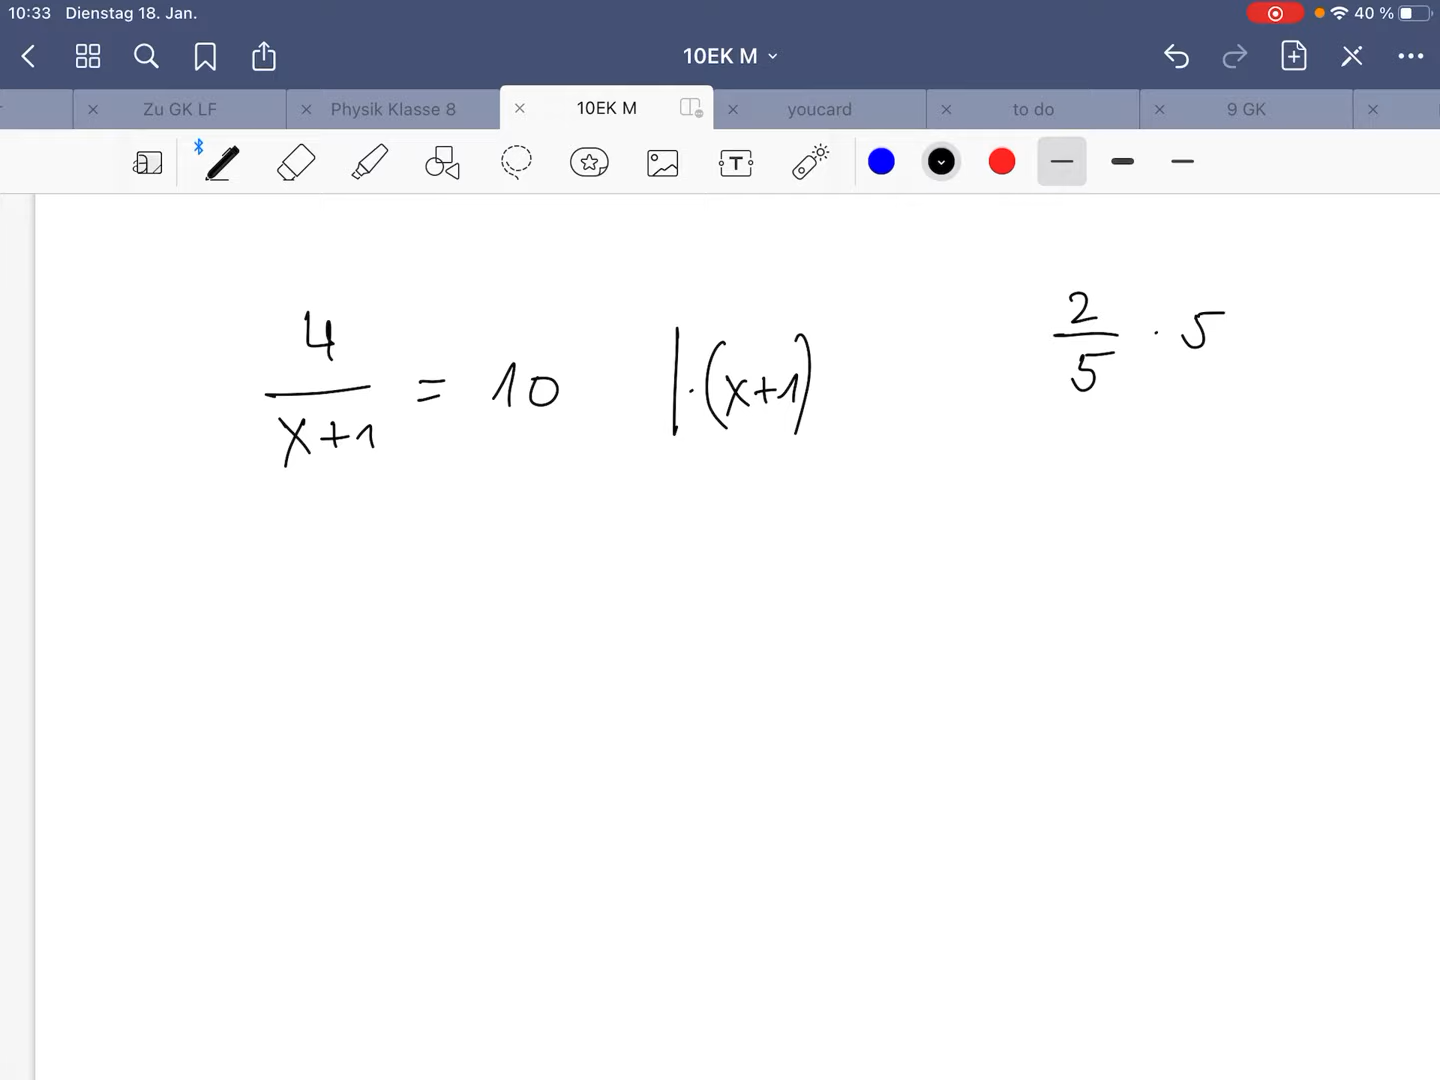 10:33 Dienstag 18. Jan. 40 %
10EK M
Zu GK LF Physik Klasse 8 10EK M youcard to do 9 GK
T
4/(x+1) = 10 | · (x+1)
2/5 · 5